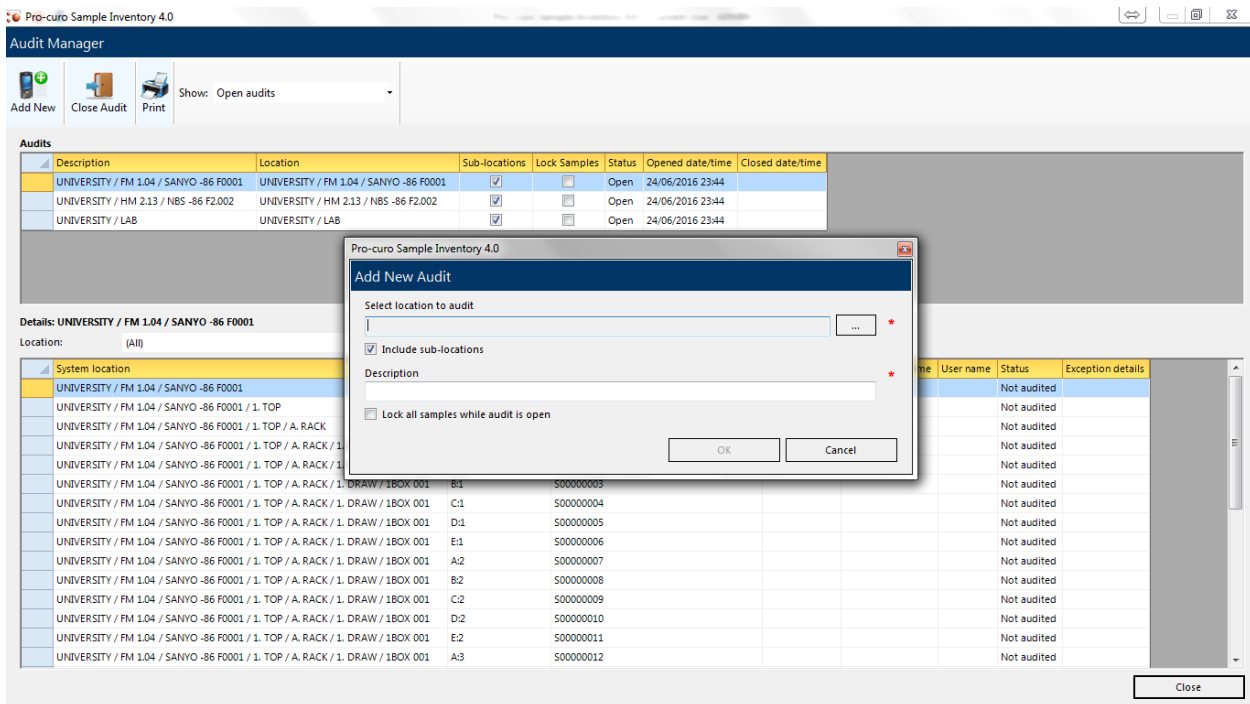 Pro-curo Sample Inventory 4.0
Audit Manager
Add New Close Audit Print Show: Open audits
Audits
Description Location Sub-locations Lock Samples Status Opened date/time Closed date/time
UNIVERSITY / FM 1.04 / SANYO -86 F0001 UNIVERSITY / FM 1.04 / SANYO -86 F0001 Open 24/06/2016 23:44
UNIVERSITY / HM 2.13 / NBS -86 F2.002 UNIVERSITY / HM 2.13 / NBS -86 F2.002 Open 24/06/2016 23:44
UNIVERSITY / LAB UNIVERSITY / LAB Open 24/06/2016 23:44
Pro-curo Sample Inventory 4.0
Add New Audit
Select location to audit
... *
Include sub-locations
Description *
Lock all samples while audit is open
OK Cancel
Details: UNIVERSITY / FM 1.04 / SANYO -86 F0001
Location: (All)
System location me User name Status Exception details
UNIVERSITY / FM 1.04 / SANYO -86 F0001 Not audited
UNIVERSITY / FM 1.04 / SANYO -86 F0001 / 1. TOP Not audited
UNIVERSITY / FM 1.04 / SANYO -86 F0001 / 1. TOP / A. RACK Not audited
UNIVERSITY / FM 1.04 / SANYO -86 F0001 / 1. TOP / A. RACK / 1. Not audited
UNIVERSITY / FM 1.04 / SANYO -86 F0001 / 1. TOP / A. RACK / 1. Not audited
UNIVERSITY / FM 1.04 / SANYO -86 F0001 / 1. TOP / A. RACK / 1. DRAW / 1BOX 001 B:1 S00000003 Not audited
UNIVERSITY / FM 1.04 / SANYO -86 F0001 / 1. TOP / A. RACK / 1. DRAW / 1BOX 001 C:1 S00000004 Not audited
UNIVERSITY / FM 1.04 / SANYO -86 F0001 / 1. TOP / A. RACK / 1. DRAW / 1BOX 001 D:1 S00000005 Not audited
UNIVERSITY / FM 1.04 / SANYO -86 F0001 / 1. TOP / A. RACK / 1. DRAW / 1BOX 001 E:1 S00000006 Not audited
UNIVERSITY / FM 1.04 / SANYO -86 F0001 / 1. TOP / A. RACK / 1. DRAW / 1BOX 001 A:2 S00000007 Not audited
UNIVERSITY / FM 1.04 / SANYO -86 F0001 / 1. TOP / A. RACK / 1. DRAW / 1BOX 001 B:2 S00000008 Not audited
UNIVERSITY / FM 1.04 / SANYO -86 F0001 / 1. TOP / A. RACK / 1. DRAW / 1BOX 001 C:2 S00000009 Not audited
UNIVERSITY / FM 1.04 / SANYO -86 F0001 / 1. TOP / A. RACK / 1. DRAW / 1BOX 001 D:2 S00000010 Not audited
UNIVERSITY / FM 1.04 / SANYO -86 F0001 / 1. TOP / A. RACK / 1. DRAW / 1BOX 001 E:2 S00000011 Not audited
UNIVERSITY / FM 1.04 / SANYO -86 F0001 / 1. TOP / A. RACK / 1. DRAW / 1BOX 001 A:3 S00000012 Not audited
Close